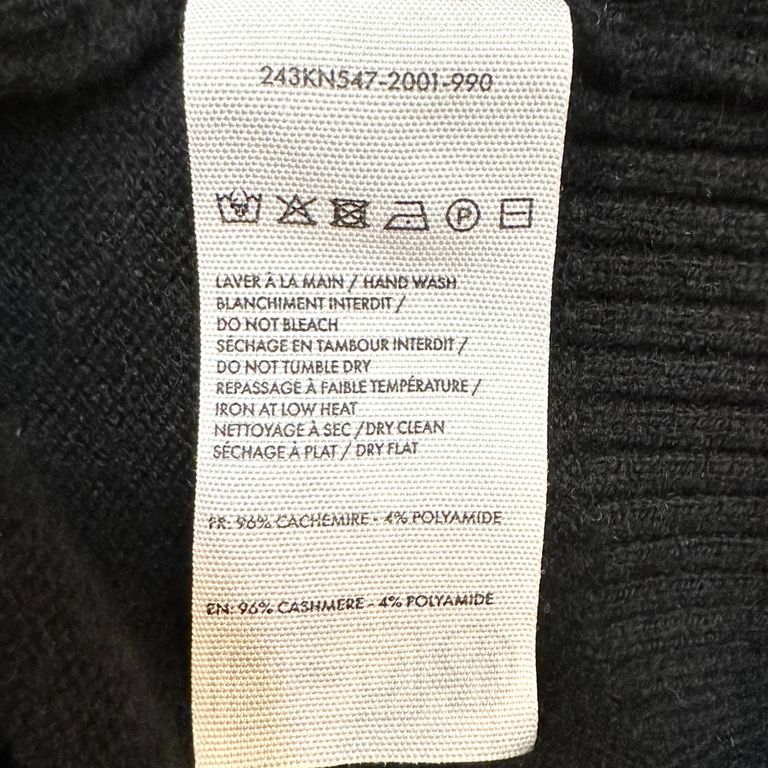 243KN547-2001-990
P
LAVER À LA MAIN / HAND WASH
BLANCHIMENT INTERDIT /
DO NOT BLEACH
SÉCHAGE EN TAMBOUR INTERDIT /
DO NOT TUMBLE DRY
REPASSAGE À FAIBLE TEMPÉRATURE /
IRON AT LOW HEAT
NETTOYAGE À SEC /DRY CLEAN
SÉCHAGE À PLAT / DRY FLAT
FR: 96% CACHEMIRE - 4% POLYAMIDE
EN: 96% CASHMERE - 4% POLYAMIDE